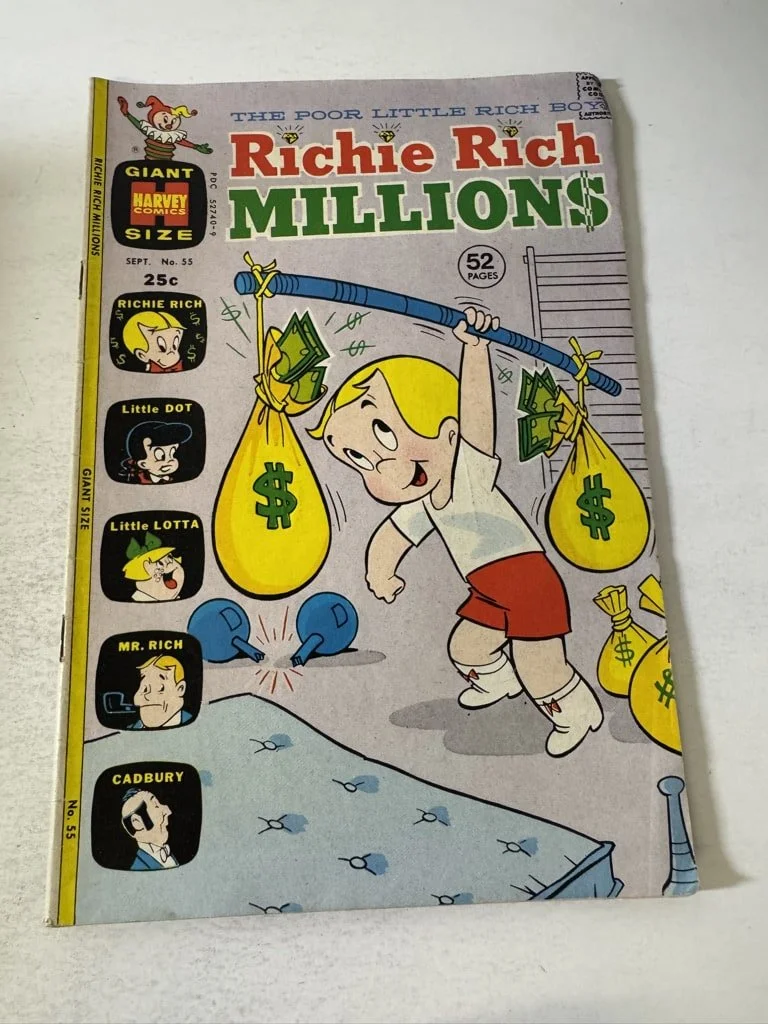 THE POOR LITTLE RICH BOY
Richie Rich
MILLION$
GIANT
H
HARVEY
COMICS
SIZE
PDC 52740-9
SEPT. No. 55
25c
52
PAGES
RICHIE RICH
Little DOT
Little LOTTA
MR. RICH
CADBURY
$
$
$
$
RICHIE RICH MILLIONS
GIANT SIZE
No. 55